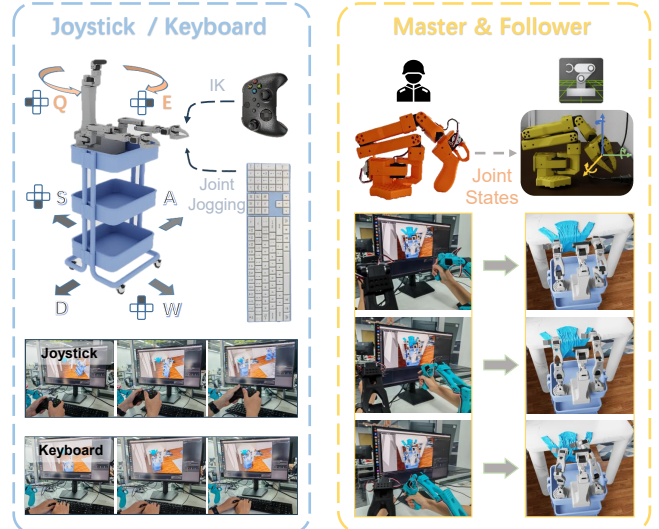 Joystick / Keyboard
Q
E
IK
S
A
Joint
Jogging
D
W
Joystick
Keyboard
Master & Follower
Joint
States